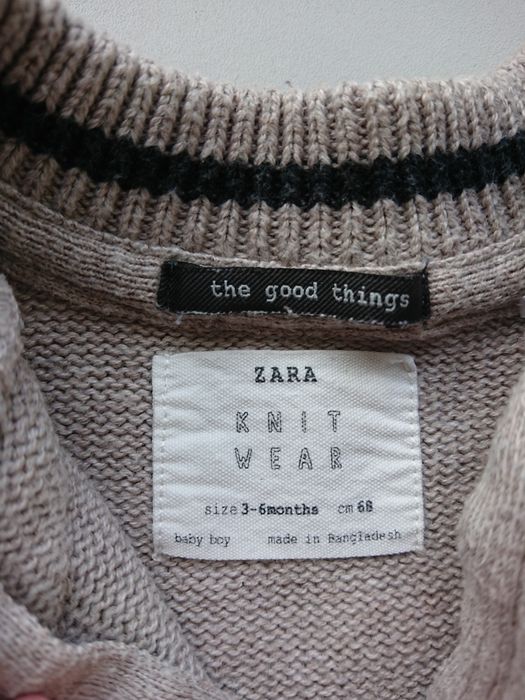 the good things
ZARA
KNIT
WEAR
size 3-6months cm 68
baby boy made in Bangladesh